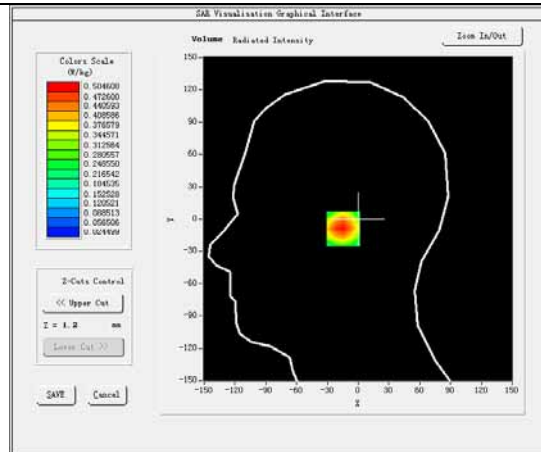 SAR Visualisation Graphical Interface
Volume Radiated Intensity
Zoom In/Out
Colors Scale
(W/kg)
0.504600
0.472600
0.440593
0.408586
0.376579
0.344571
0.312564
0.280557
0.248550
0.216542
0.184535
0.152528
0.120521
0.088513
0.056506
0.024499
Z-Cuts Control
<< Upper Cut
Z = 1.2 mm
Lower Cut >>
SAVE Cancel
150-
120-
90-
60-
30-
0-
-30-
-60-
-90-
-120-
-150-
Y
-150 -120 -90 -60 -30 0 30 60 90 120 150
X